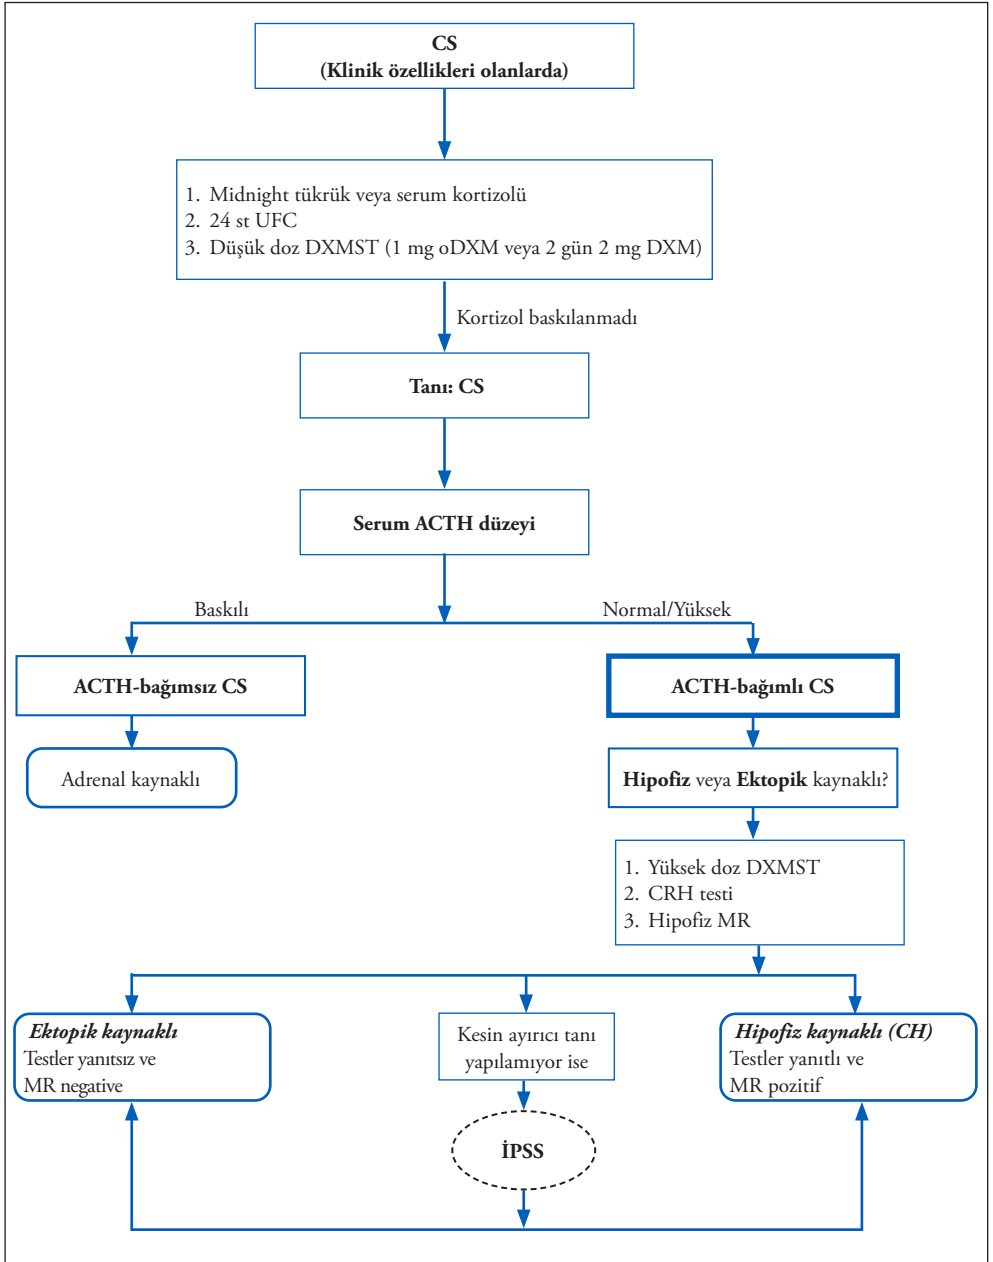 CS
(Klinik özellikleri olanlarda)
1. Midnight tükrük veya serum kortizolü
2. 24 st UFC
3. Düşük doz DXMST (1 mg oDXM veya 2 gün 2 mg DXM)
Kortizol baskılanmadı
Tanı: CS
Serum ACTH düzeyi
Baskılı
Normal/Yüksek
ACTH-bağımsız CS
ACTH-bağımlı CS
Adrenal kaynaklı
Hipofiz veya Ektopik kaynaklı?
1. Yüksek doz DXMST
2. CRH testi
3. Hipofiz MR
Ektopik kaynaklı
Testler yanıtsız ve
MR negative
Kesin ayırıcı tanı
yapılamıyor ise
Hipofiz kaynaklı (CH)
Testler yanıtlı ve
MR pozitif
İPSS